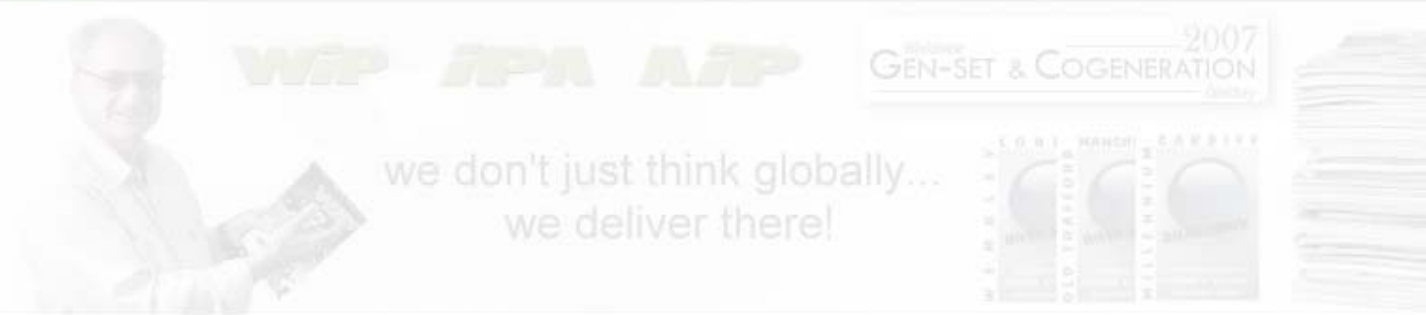 WiP iPA AiP
2007
GEN-SET & COGENERATION
we don't just think globally...
we deliver there!
WEMBLEY
OLD TRAFFORD
CARDIFF
MILLENNIUM